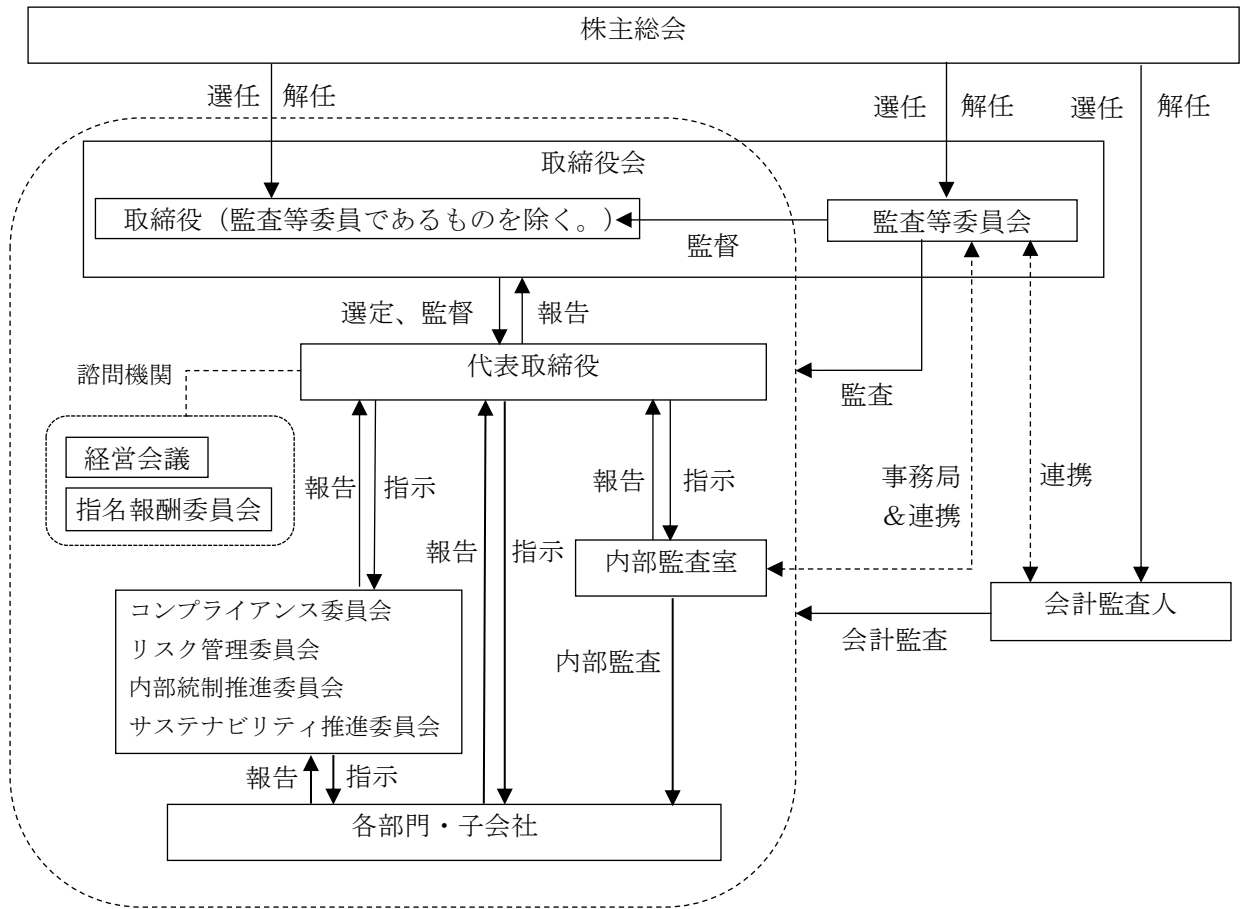 株主総会
選任 解任
選任 解任
選任 解任
取締役会
取締役（監査等委員であるものを除く。）
監査等委員会
監督
選定、監督
報告
代表取締役
諮問機関
監査
経営会議
指名報酬委員会
報告
指示
報告
指示
報告
指示
事務局
＆連携
連携
内部監査室
コンプライアンス委員会
リスク管理委員会
内部統制推進委員会
サステナビリティ推進委員会
会計監査人
会計監査
内部監査
報告
指示
各部門・子会社